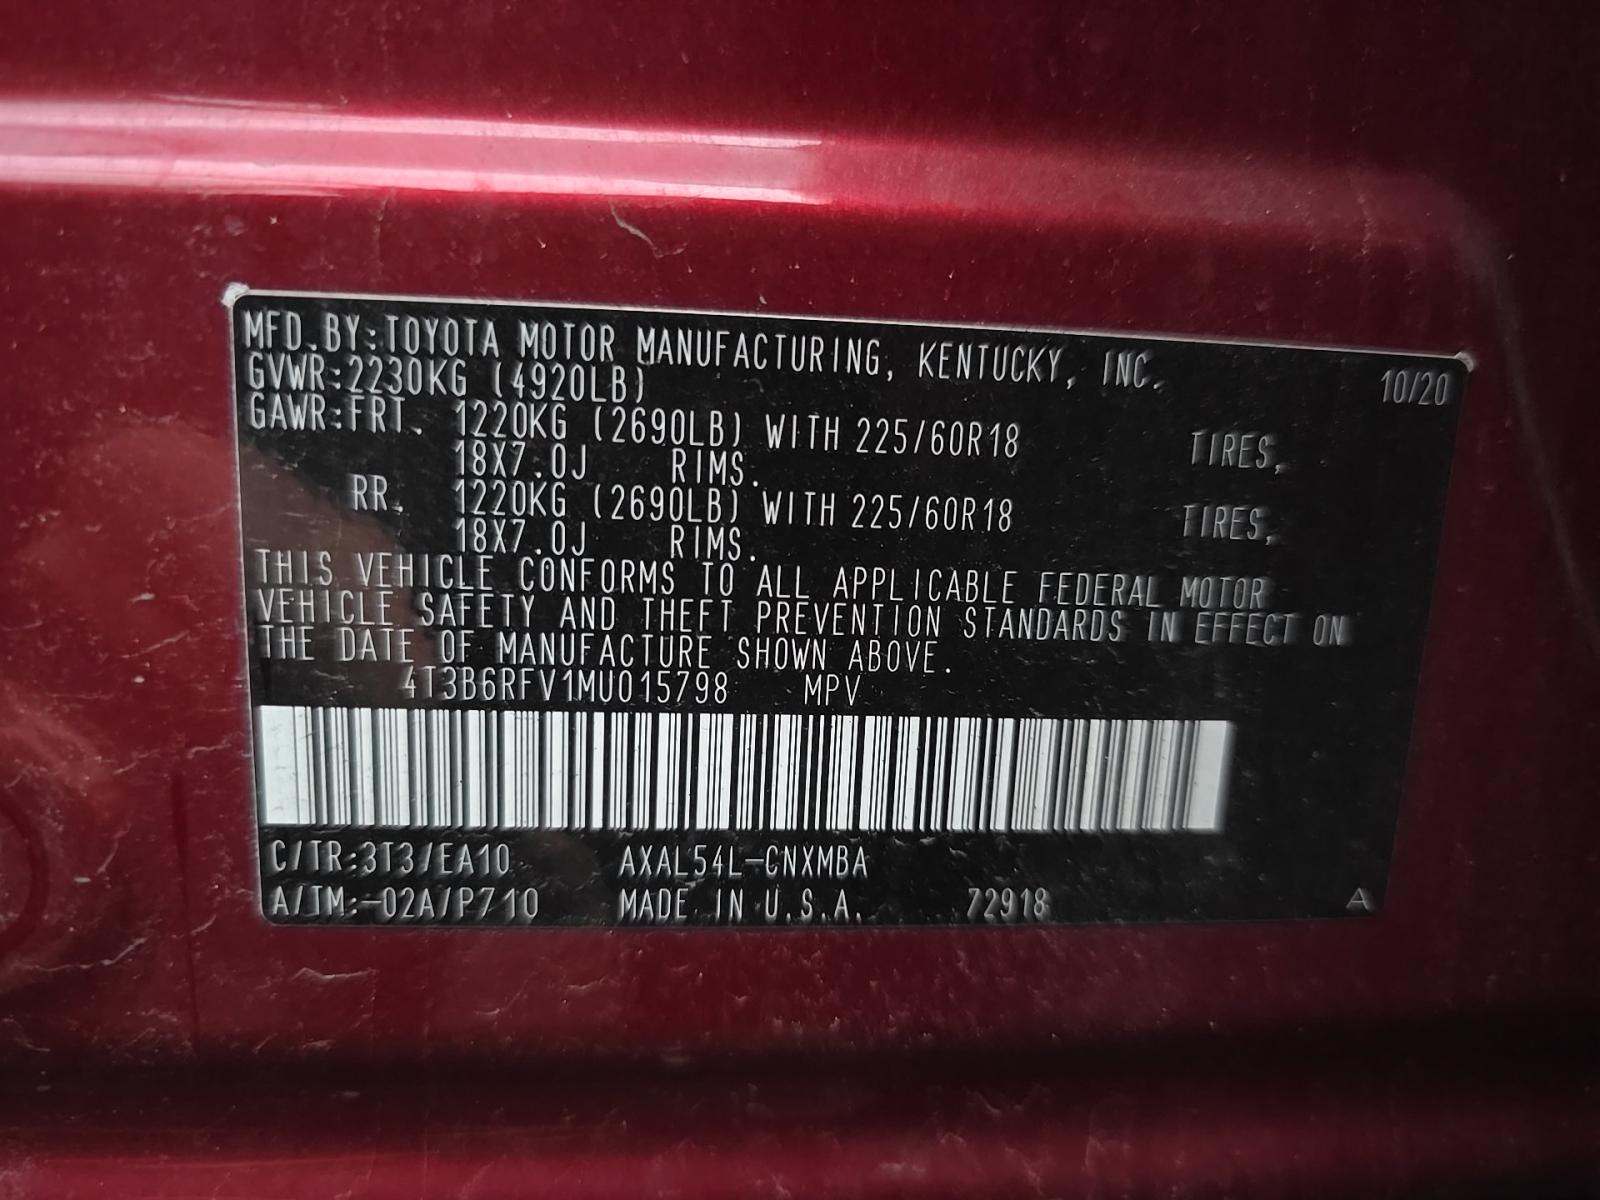 MFD.BY:TOYOTA MOTOR MANUFACTURING, KENTUCKY, INC. 10/20
GVWR:2230KG (4920LB)
GAWR:FRT. 1220KG (2690LB) WITH 225/60R18 TIRES,
18X7.0J RIMS.
RR. 1220KG (2690LB) WITH 225/60R18 TIRES,
18X7.0J RIMS.
THIS VEHICLE CONFORMS TO ALL APPLICABLE FEDERAL MOTOR
VEHICLE SAFETY AND THEFT PREVENTION STANDARDS IN EFFECT ON
THE DATE OF MANUFACTURE SHOWN ABOVE.
4T3B6RFV1MU015798 MPV
C/TR:3T3/EA10 AXAL54L-CNXMBA
A/TM:-02A/P710 MADE IN U.S.A. 72918 A